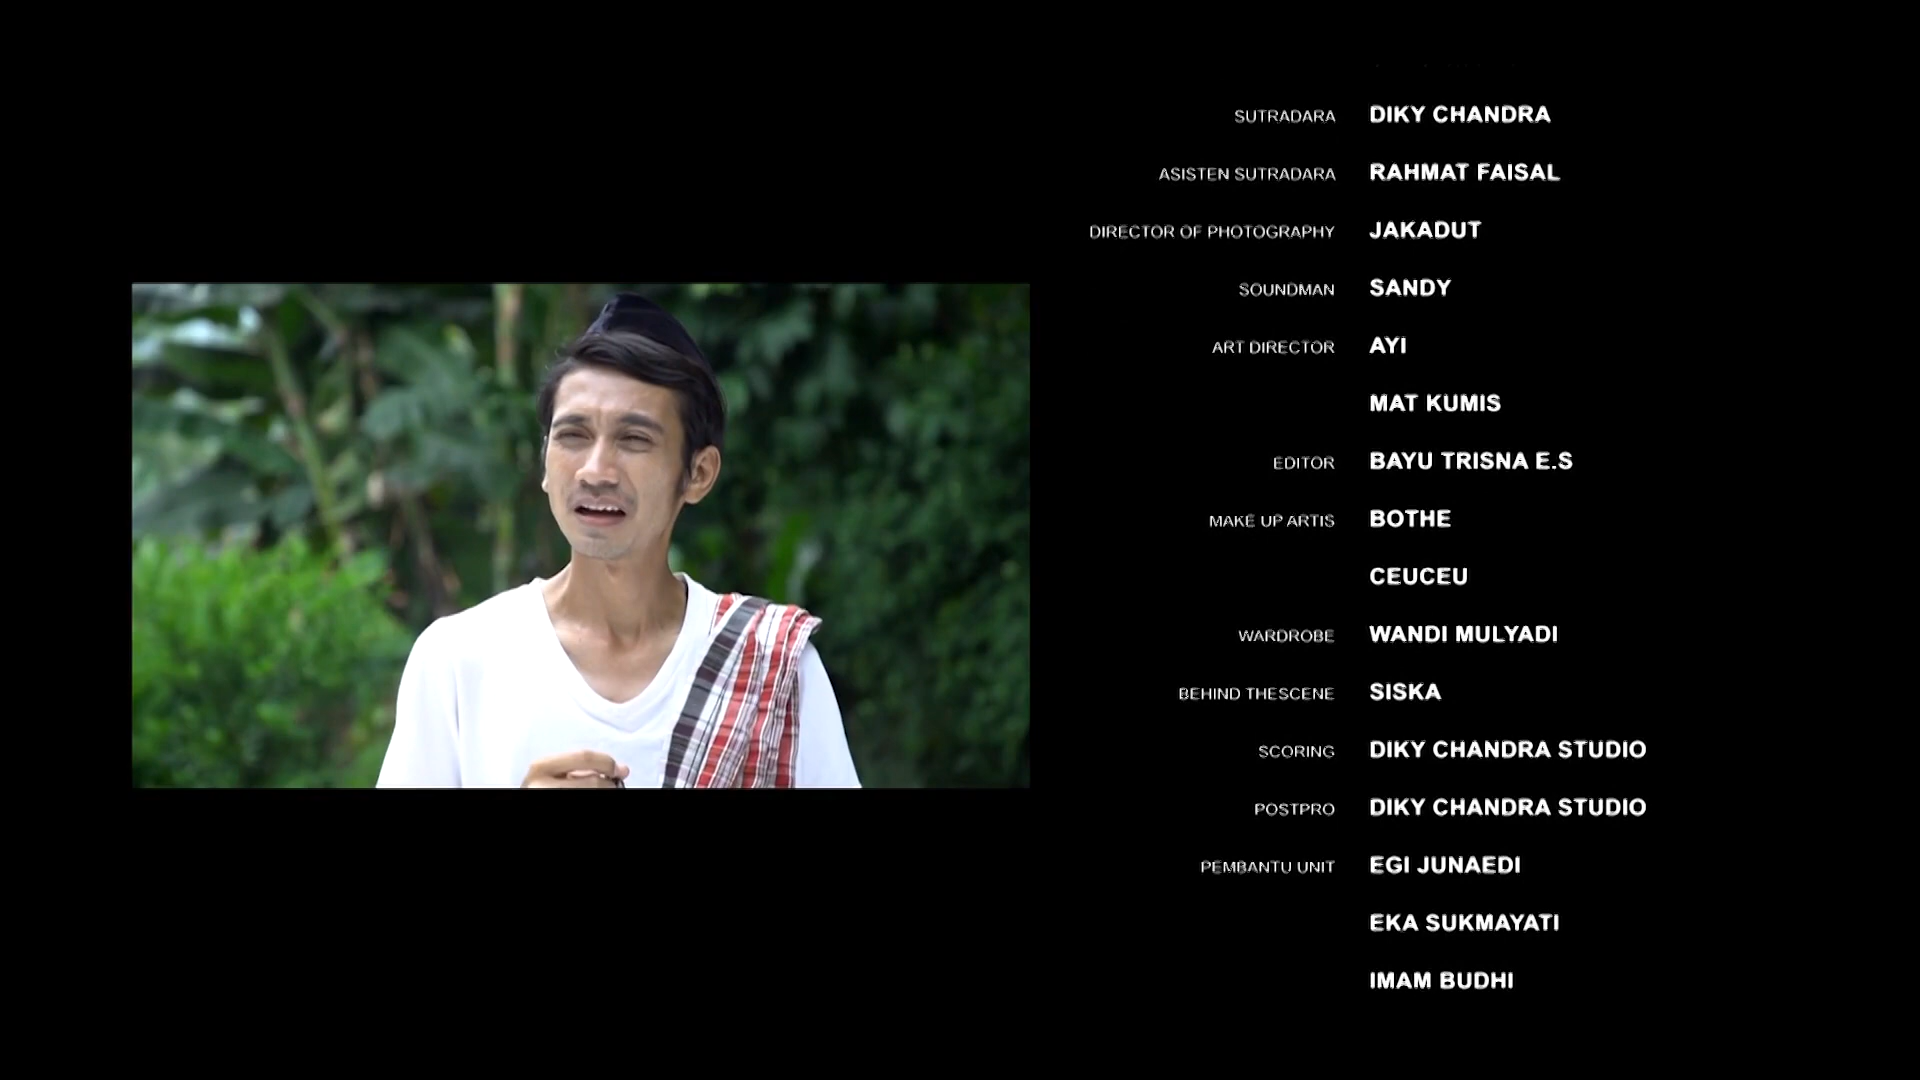 SUTRADARA DIKY CHANDRA
ASISTEN SUTRADARA RAHMAT FAISAL
DIRECTOR OF PHOTOGRAPHY JAKADUT
SOUNDMAN SANDY
ART DIRECTOR AYI
MAT KUMIS
EDITOR BAYU TRISNA E.S
MAKE UP ARTIS BOTHE
CEUCEU
WARDROBE WANDI MULYADI
BEHIND THESCENE SISKA
SCORING DIKY CHANDRA STUDIO
POSTPRO DIKY CHANDRA STUDIO
PEMBANTU UNIT EGI JUNAEDI
EKA SUKMAYATI
IMAM BUDHI